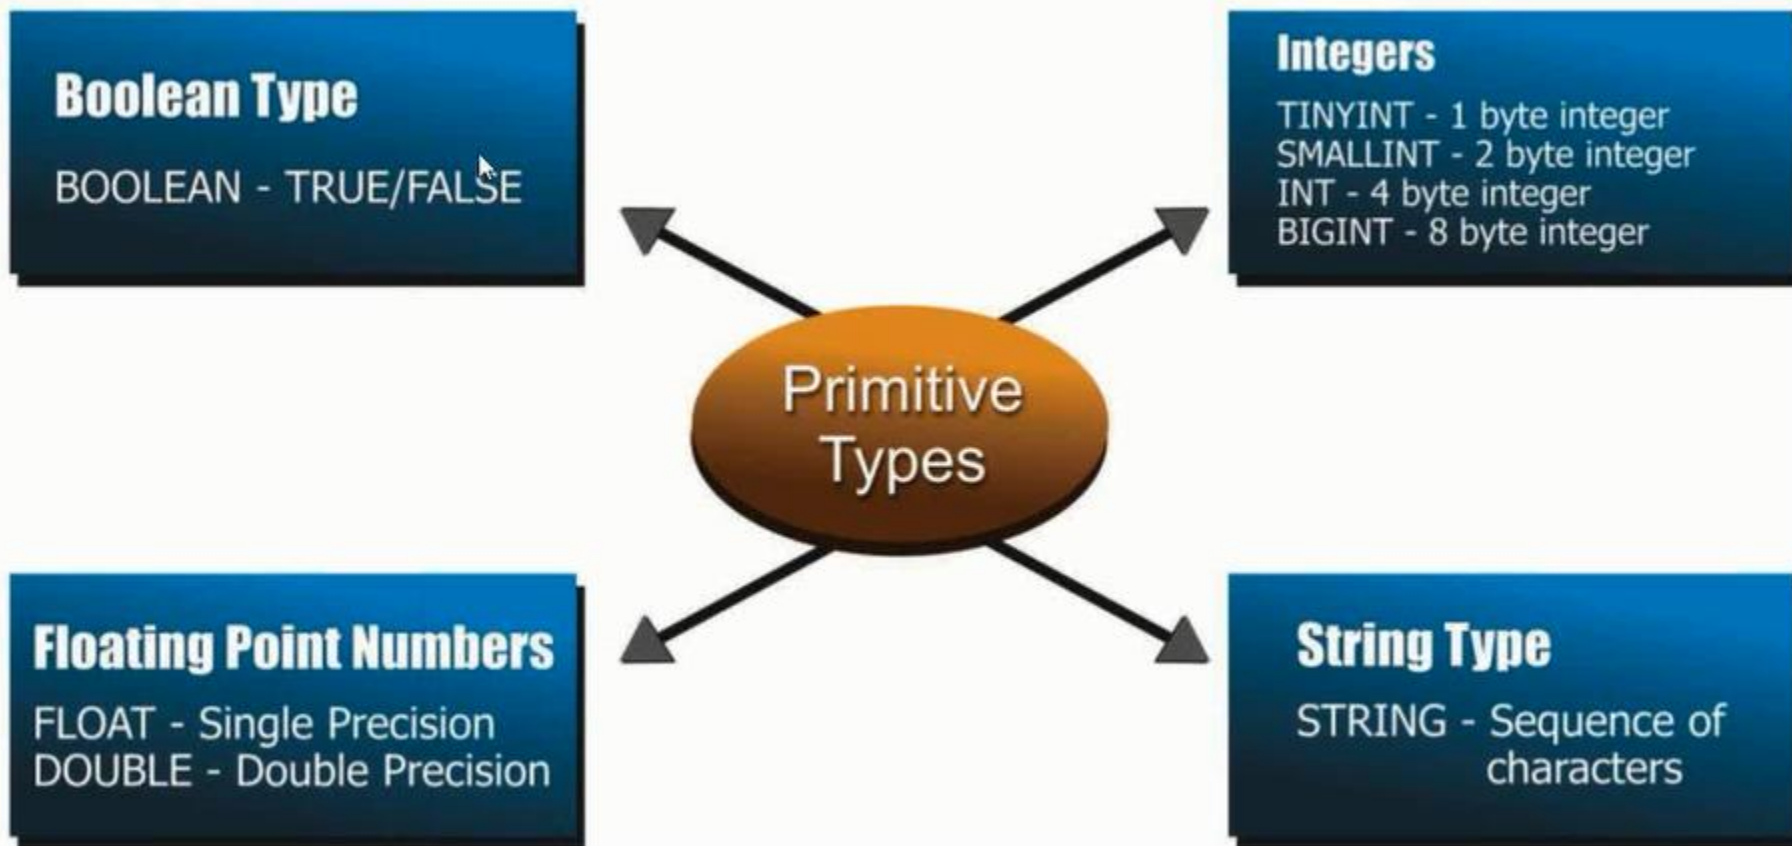 Boolean Type
BOOLEAN - TRUE/FALSE
Integers
TINYINT - 1 byte integer
SMALLINT - 2 byte integer
INT - 4 byte integer
BIGINT - 8 byte integer
Primitive
Types
Floating Point Numbers
FLOAT - Single Precision
DOUBLE - Double Precision
String Type
STRING - Sequence of
characters